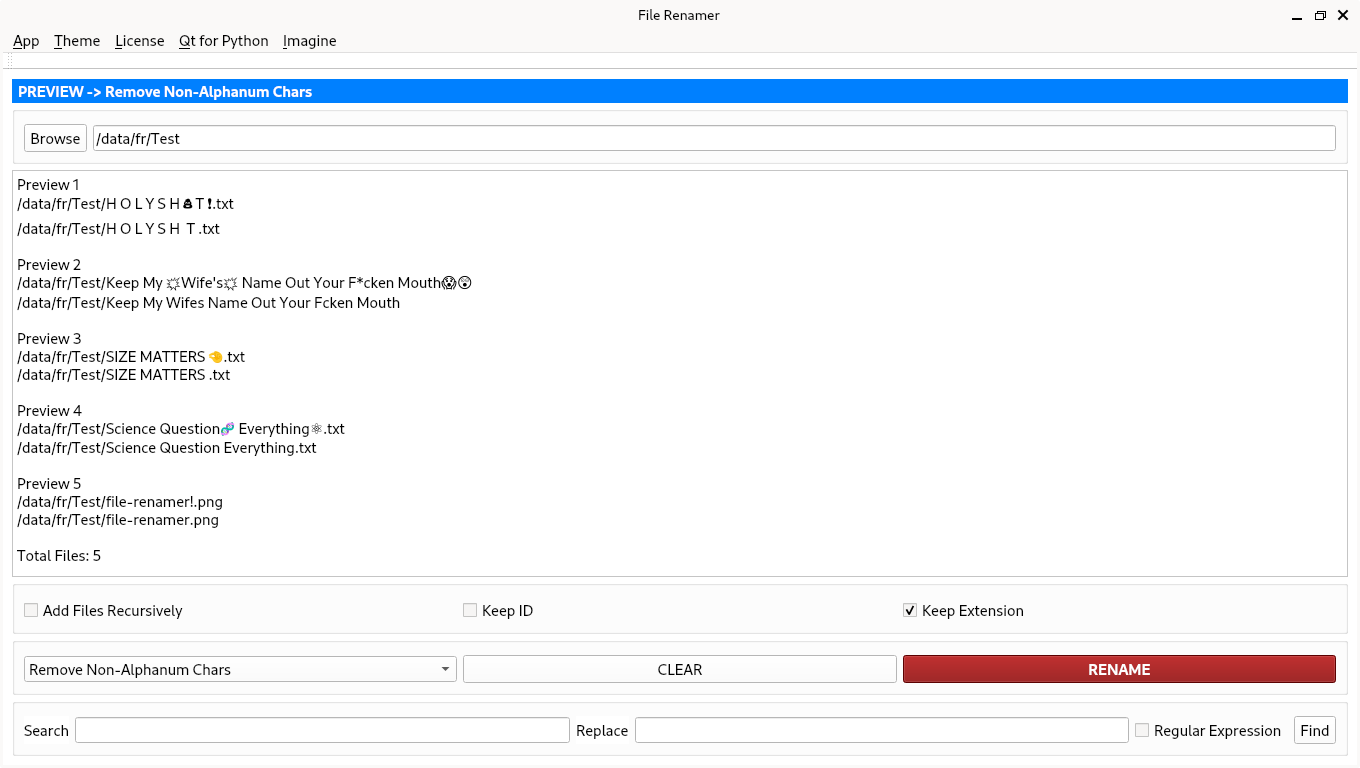 File Renamer
App Theme License Qt for Python Imagine
PREVIEW -> Remove Non-Alphanum Chars
Browse /data/fr/Test
Preview 1
/data/fr/Test/H O L Y S H 💩 T ❗.txt
/data/fr/Test/H O L Y S H  T .txt
Preview 2
/data/fr/Test/Keep My 💥Wife's💥 Name Out Your F*cken Mouth😱😲
/data/fr/Test/Keep My Wifes Name Out Your Fcken Mouth
Preview 3
/data/fr/Test/SIZE MATTERS 🤏.txt
/data/fr/Test/SIZE MATTERS .txt
Preview 4
/data/fr/Test/Science Question🧬 Everything⚛.txt
/data/fr/Test/Science Question Everything.txt
Preview 5
/data/fr/Test/file-renamer!.png
/data/fr/Test/file-renamer.png
Total Files: 5
Add Files Recursively Keep ID Keep Extension
Remove Non-Alphanum Chars CLEAR RENAME
Search Replace Regular Expression Find